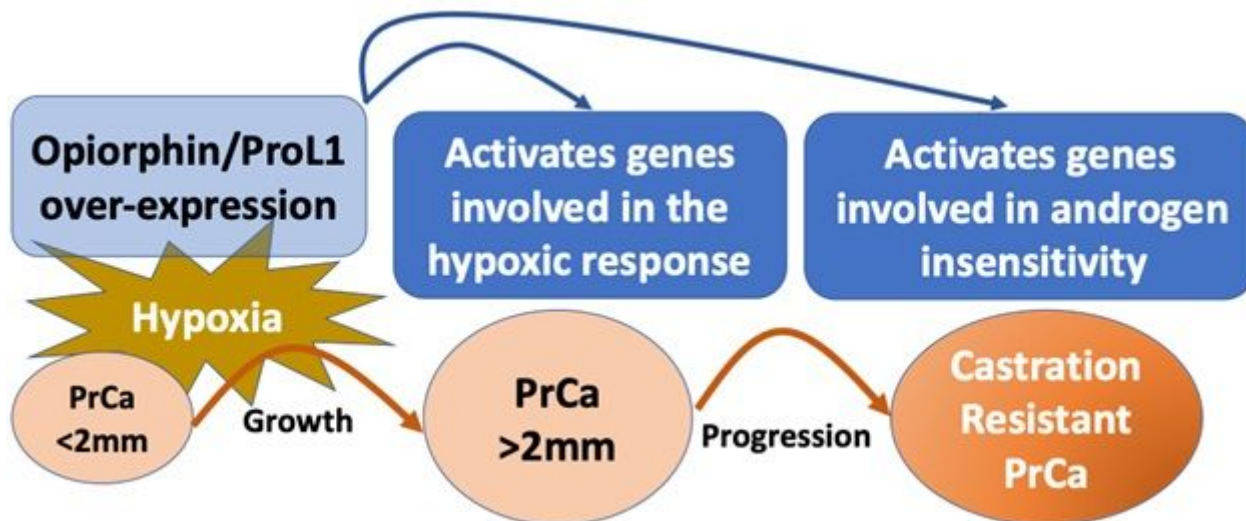 Opiorphin/ProL1
over-expression
Activates genes
involved in the
hypoxic response
Activates genes
involved in androgen
insensitivity
Hypoxia
PrCa
<2mm
Growth
PrCa
>2mm
Progression
Castration
Resistant
PrCa